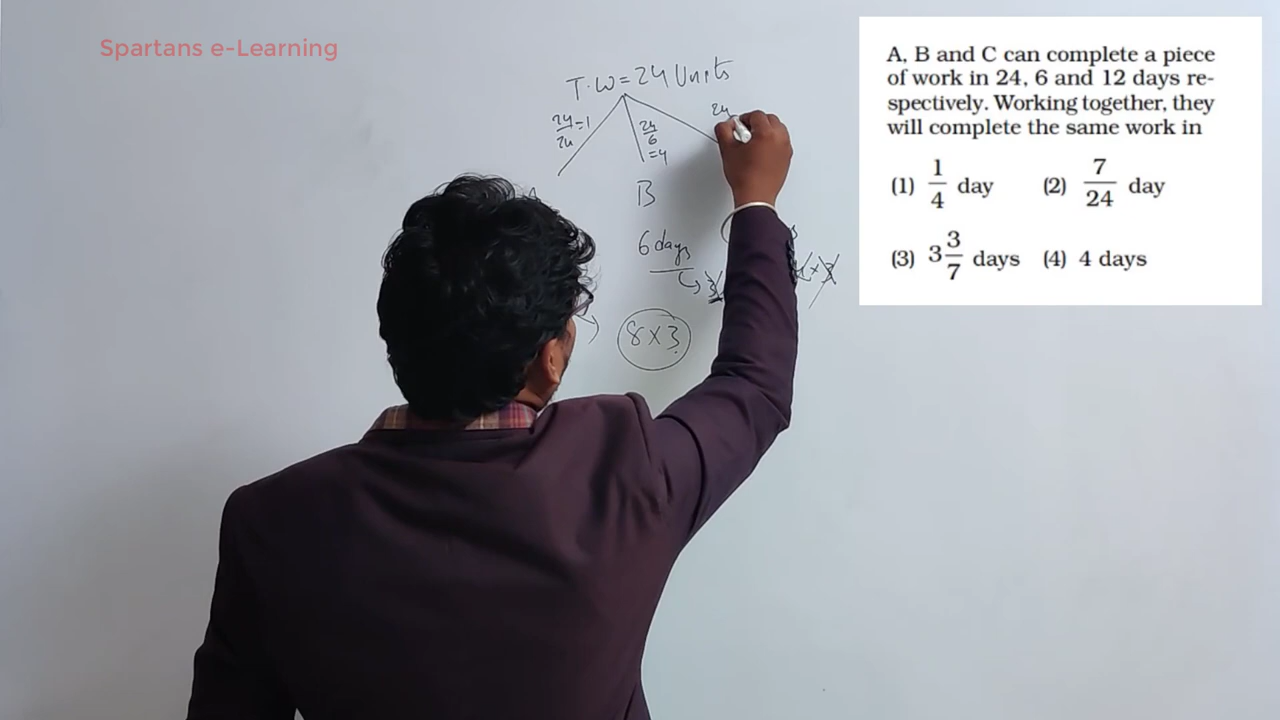 Spartans e-Learning
T.W = 24 Units
24/24 = 1
24/6 = 4
24
A
B
6 days
8 × 3
A, B and C can complete a piece
of work in 24, 6 and 12 days re-
spectively. Working together, they
will complete the same work in
(1) 1/4 day (2) 7/24 day
(3) 3 3/7 days (4) 4 days